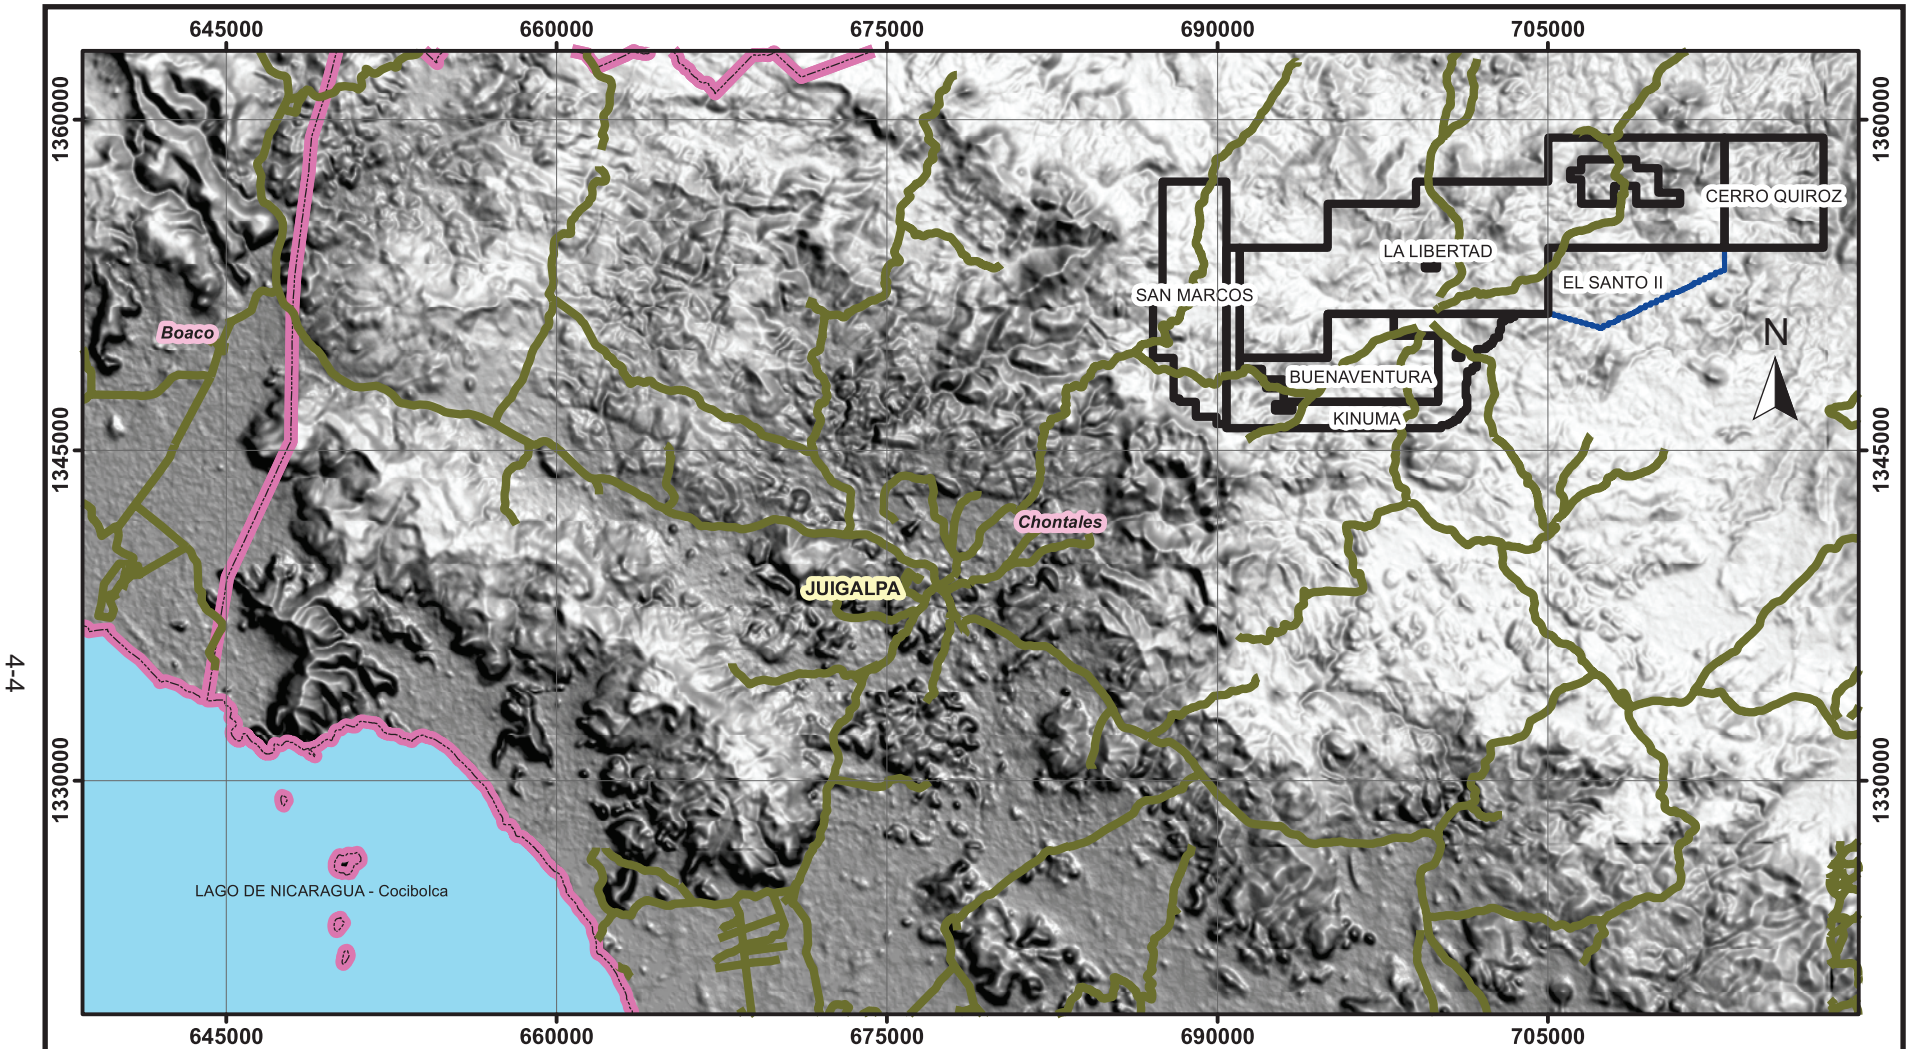 645000 660000 675000 690000 705000
1360000 1360000
CERRO QUIROZ
LA LIBERTAD
EL SANTO II
SAN MARCOS
Boaco
N
BUENAVENTURA
KINUMA
1345000 1345000
Chontales
JUIGALPA
4-4
1330000 1330000
LAGO DE NICARAGUA - Cocibolca
645000 660000 675000 690000 705000